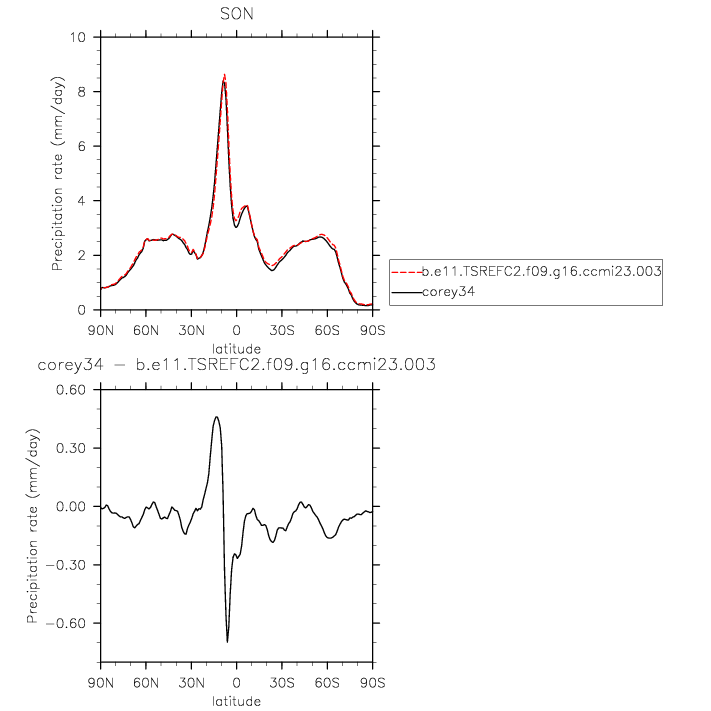 SON
10
8
6
4
2
0
Precipitation rate (mm/day)
90N 60N 30N 0 30S 60S 90S
latitude
b.e11.TSREFC2.f09.g16.ccmi23.003
corey34
corey34 − b.e11.TSREFC2.f09.g16.ccmi23.003
0.60
0.30
0.00
−0.30
−0.60
Precipitation rate (mm/day)
90N 60N 30N 0 30S 60S 90S
latitude